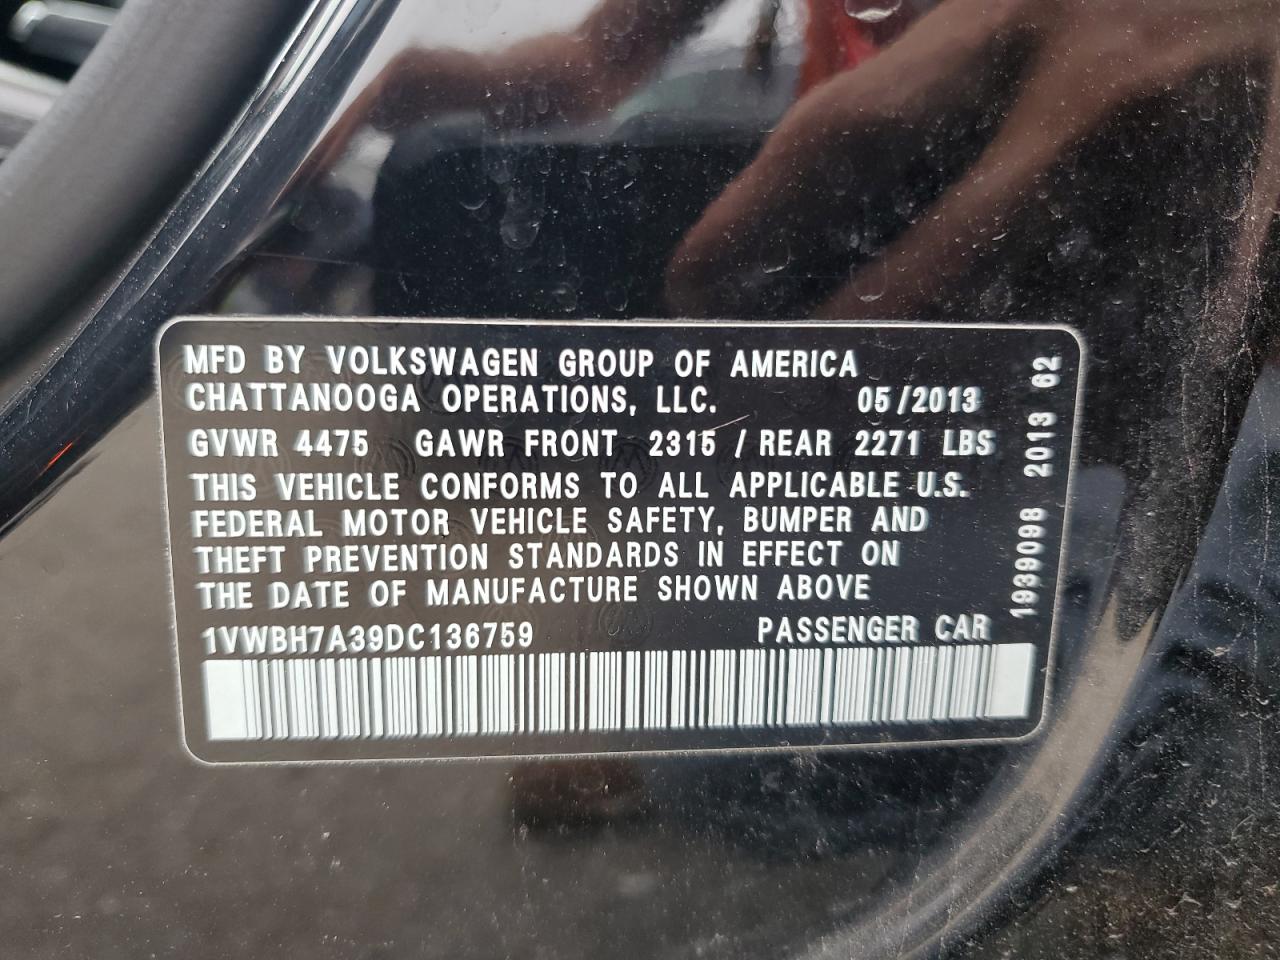 MFD BY VOLKSWAGEN GROUP OF AMERICA
CHATTANOOGA OPERATIONS, LLC. 05/2013
GVWR 4475 GAWR FRONT 2315 / REAR 2271 LBS
THIS VEHICLE CONFORMS TO ALL APPLICABLE U.S.
FEDERAL MOTOR VEHICLE SAFETY, BUMPER AND
THEFT PREVENTION STANDARDS IN EFFECT ON
THE DATE OF MANUFACTURE SHOWN ABOVE
1VWBH7A39DC136759 PASSENGER CAR
1939098 2013 62